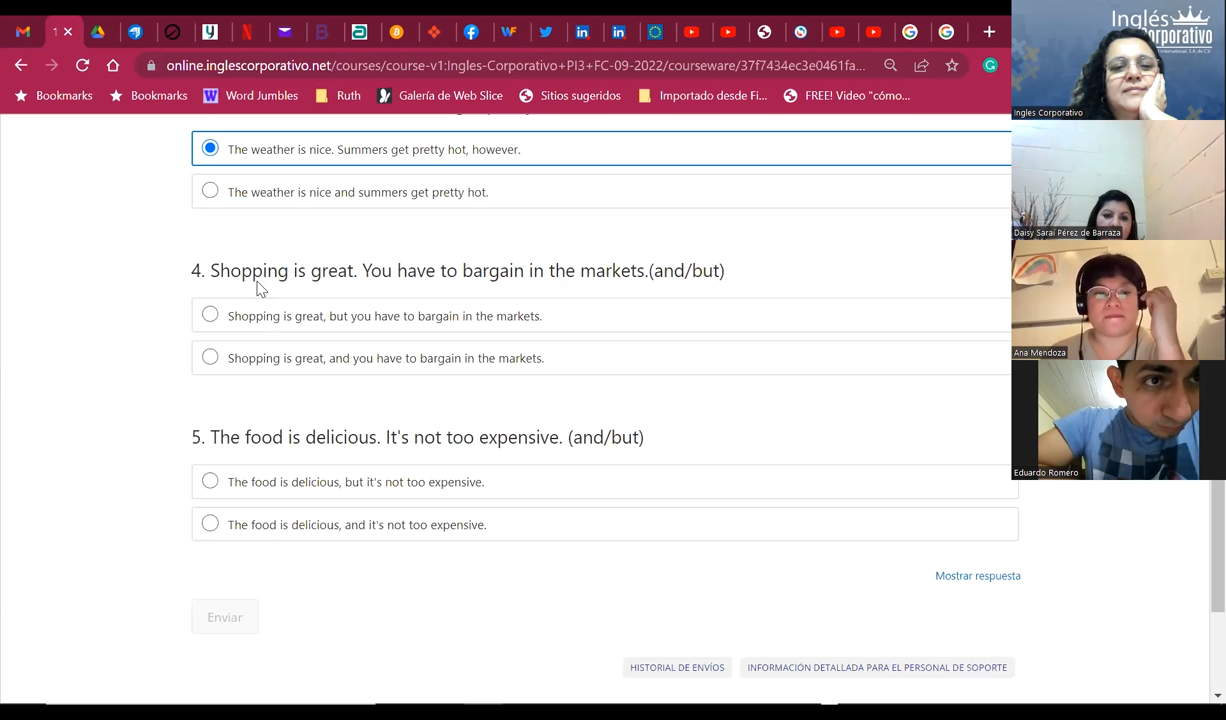 1
Inglés
Corporativo
International, S.A. de C.V.
online.inglescorporativo.net/courses/course-v1:Ingles-Corporativo+PI3+FC-09-2022/courseware/37f7434ec3e0461fa...
Bookmarks
Bookmarks
Word Jumbles
Ruth
Galería de Web Slice
Sitios sugeridos
Importado desde Fi...
FREE! Video "cómo...
Ingles Corporativo
The weather is nice. Summers get pretty hot, however.
The weather is nice and summers get pretty hot.
Daisy Saraí Pérez de Barraza
4. Shopping is great. You have to bargain in the markets.(and/but)
Shopping is great, but you have to bargain in the markets.
Shopping is great, and you have to bargain in the markets.
Ana Mendoza
5. The food is delicious. It's not too expensive. (and/but)
Eduardo Romero
The food is delicious, but it's not too expensive.
The food is delicious, and it's not too expensive.
Mostrar respuesta
Enviar
HISTORIAL DE ENVÍOS
INFORMACIÓN DETALLADA PARA EL PERSONAL DE SOPORTE